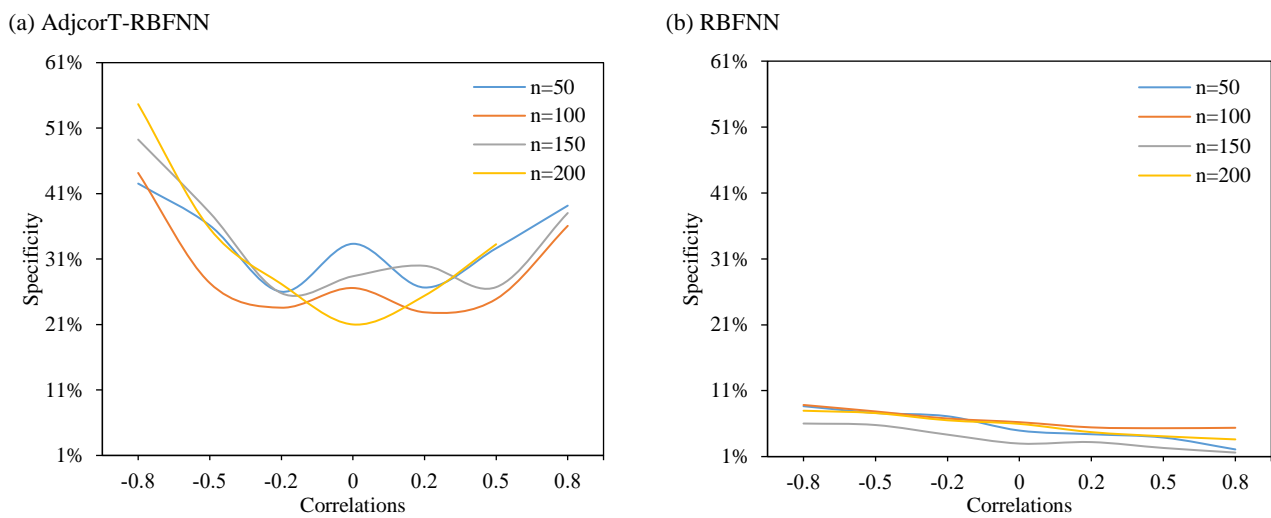 (a) AdjcorT-RBFNN
61%
51%
41%
31%
21%
11%
1%
Specificity
-0.8 -0.5 -0.2 0 0.2 0.5 0.8
Correlations
n=50
n=100
n=150
n=200
(b) RBFNN
61%
51%
41%
31%
21%
11%
1%
Specificity
-0.8 -0.5 -0.2 0 0.2 0.5 0.8
Correlations
n=50
n=100
n=150
n=200